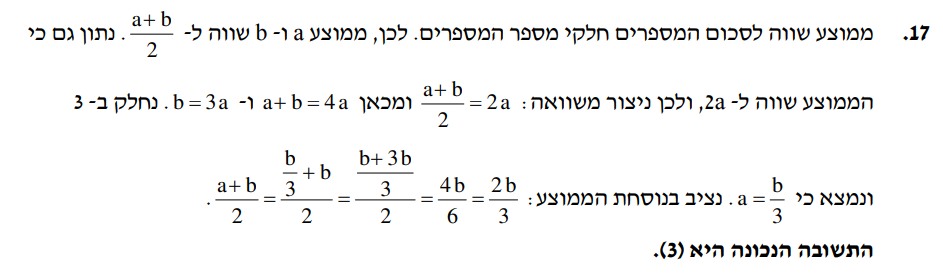 17. ממוצע שווה לסכום המספרים חלקי מספר המספרים. לכן, ממוצע a ו- b שווה ל- (a+b)/2. נתון גם כי
הממוצע שווה ל- 2a, ולכן ניצור משוואה: (a+b)/2 = 2a ומכאן a+b = 4a ו- b = 3a. נחלק ב- 3
ונמצא כי a = b/3. נציב בנוסחת הממוצע: (a+b)/2 = (b/3 + b)/2 = ((b+3b)/3)/2 = 4b/6 = 2b/3.
התשובה הנכונה היא (3).